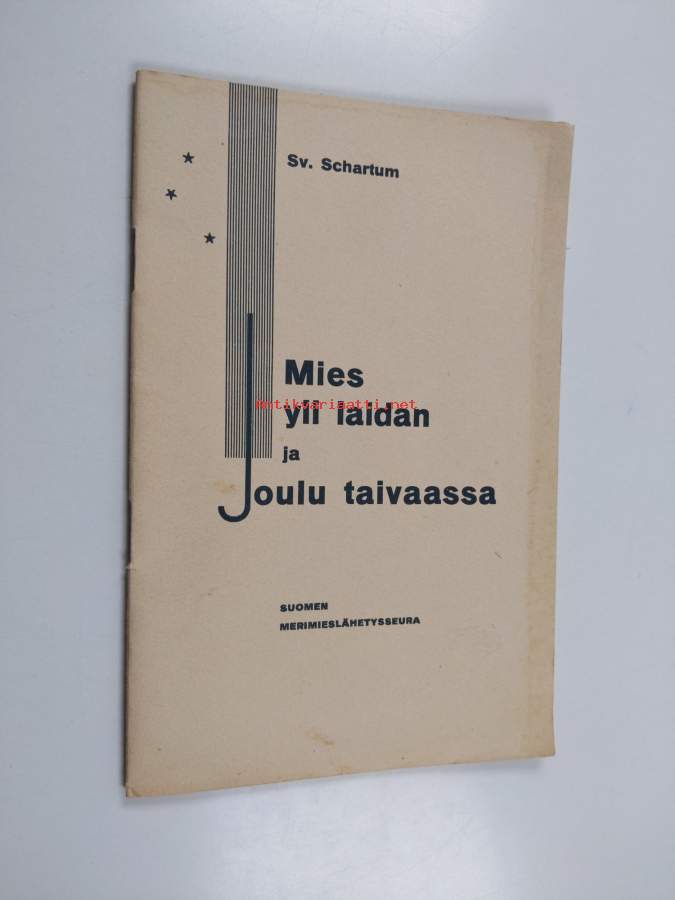 Sv. Schartum
Mies
antikvariaatti.net
yli laidan
ja
Joulu taivaassa
SUOMEN
MERIMIESLÄHETYSSEURA